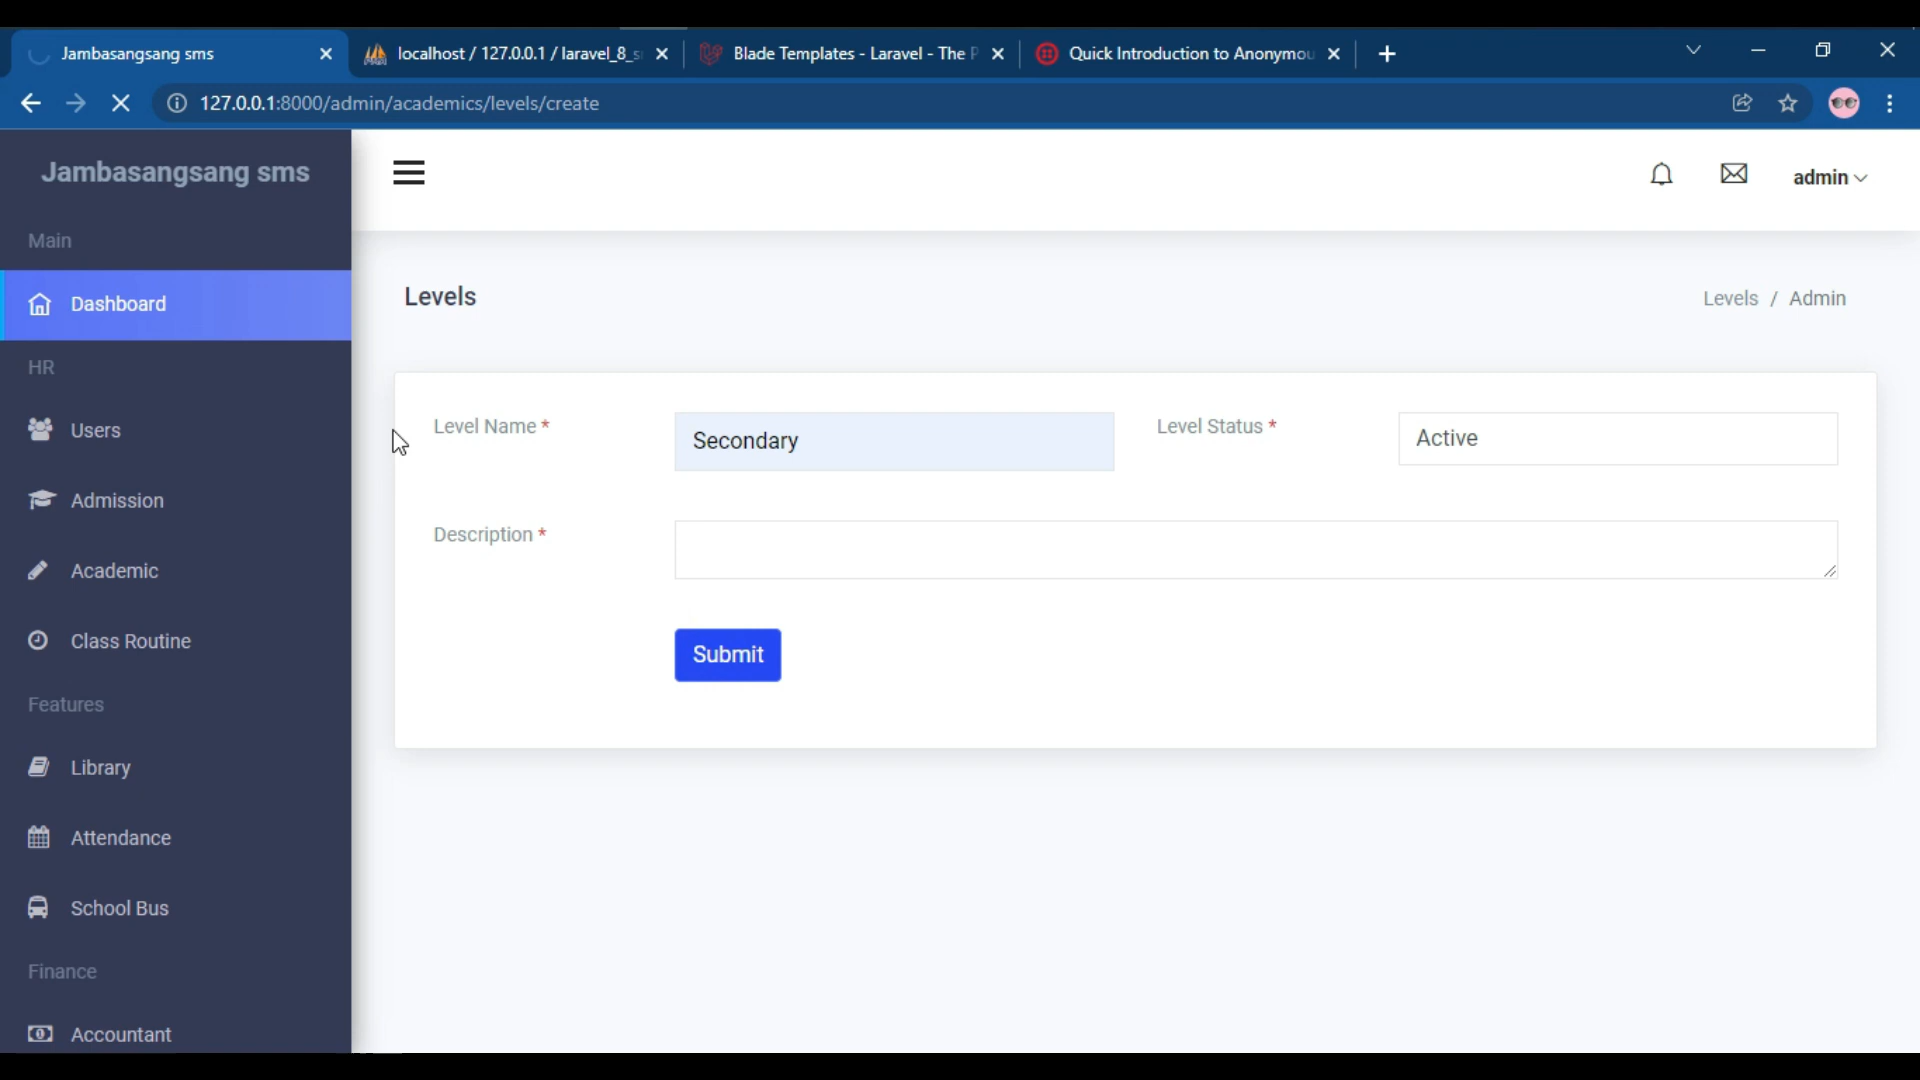 Jambasangsang sms
localhost / 127.0.0.1 / laravel_8_s
Blade Templates - Laravel - The P
Quick Introduction to Anonymou
127.0.0.1:8000/admin/academics/levels/create
Jambasangsang sms
admin
Main
Dashboard
Levels
Levels / Admin
HR
Users
Level Name *
Secondary
Level Status *
Active
Admission
Description *
Academic
Class Routine
Submit
Features
Library
Attendance
School Bus
Finance
Accountant